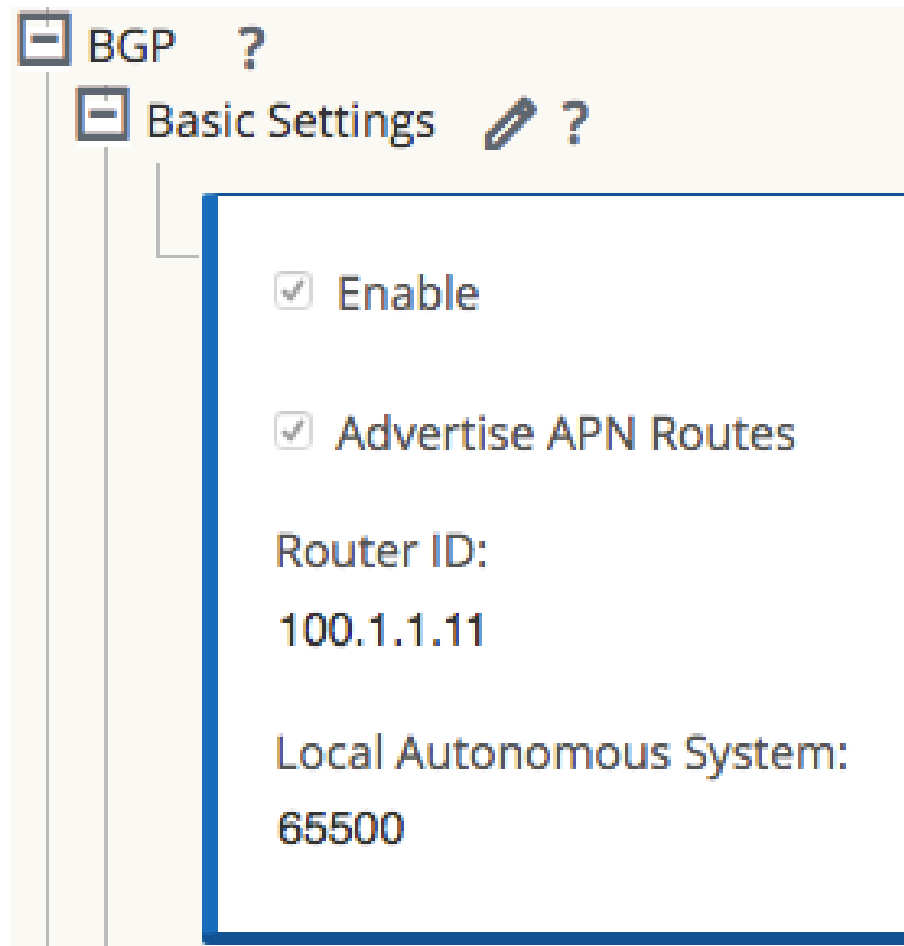 BGP ?
Basic Settings ?
Enable
Advertise APN Routes
Router ID:
100.1.1.11
Local Autonomous System:
65500